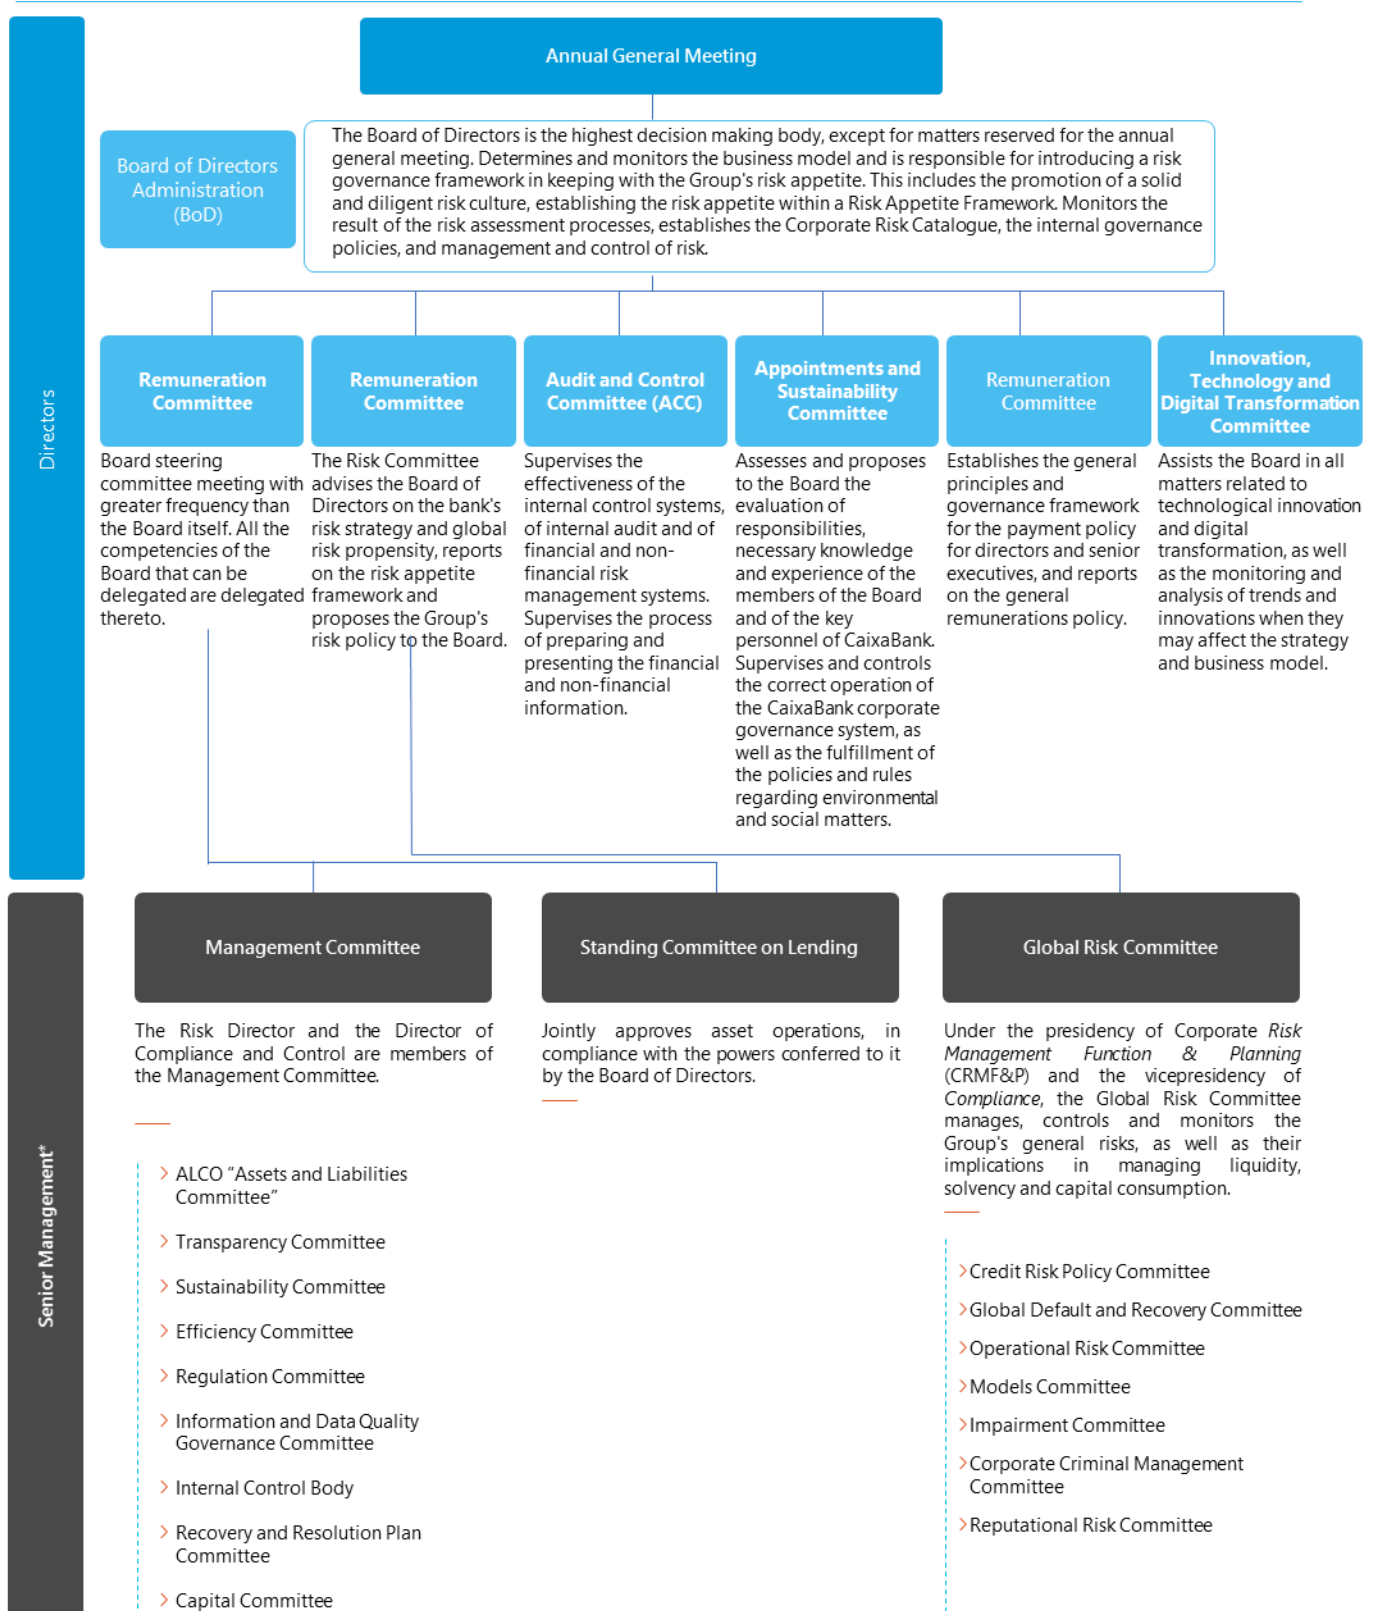 Annual General Meeting
Directors
Board of Directors
Administration
(BoD)
The Board of Directors is the highest decision making body, except for matters reserved for the annual
general meeting. Determines and monitors the business model and is responsible for introducing a risk
governance framework in keeping with the Group's risk appetite. This includes the promotion of a solid
and diligent risk culture, establishing the risk appetite within a Risk Appetite Framework. Monitors the
result of the risk assessment processes, establishes the Corporate Risk Catalogue, the internal governance
policies, and management and control of risk.
Remuneration
Committee
Board steering
committee meeting with
greater frequency than
the Board itself. All the
competencies of the
Board that can be
delegated are delegated
thereto.
Remuneration
Committee
The Risk Committee
advises the Board of
Directors on the bank's
risk strategy and global
risk propensity, reports
on the risk appetite
framework and
proposes the Group's
risk policy to the Board.
Audit and Control
Committee (ACC)
Supervises the
effectiveness of the
internal control systems,
of internal audit and of
financial and non-
financial risk
management systems.
Supervises the process
of preparing and
presenting the financial
and non-financial
information.
Appointments and
Sustainability
Committee
Assesses and proposes
to the Board the
evaluation of
responsibilities,
necessary knowledge
and experience of the
members of the Board
and of the key
personnel of CaixaBank.
Supervises and controls
the correct operation of
the CaixaBank corporate
governance system, as
well as the fulfillment of
the policies and rules
regarding environmental
and social matters.
Remuneration
Committee
Establishes the general
principles and
governance framework
for the payment policy
for directors and senior
executives, and reports
on the general
remunerations policy.
Innovation,
Technology and
Digital Transformation
Committee
Assists the Board in all
matters related to
technological innovation
and digital
transformation, as well
as the monitoring and
analysis of trends and
innovations when they
may affect the strategy
and business model.
Senior Management*
Management Committee
The Risk Director and the Director of
Compliance and Control are members of
the Management Committee.
> ALCO “Assets and Liabilities
Committee”
> Transparency Committee
> Sustainability Committee
> Efficiency Committee
> Regulation Committee
> Information and Data Quality
Governance Committee
> Internal Control Body
> Recovery and Resolution Plan
Committee
> Capital Committee
Standing Committee on Lending
Jointly approves asset operations, in
compliance with the powers conferred to it
by the Board of Directors.
Global Risk Committee
Under the presidency of Corporate Risk
Management Function & Planning
(CRMF&P) and the vicepresidency of
Compliance, the Global Risk Committee
manages, controls and monitors the
Group's general risks, as well as their
implications in managing liquidity,
solvency and capital consumption.
> Credit Risk Policy Committee
> Global Default and Recovery Committee
> Operational Risk Committee
> Models Committee
> Impairment Committee
> Corporate Criminal Management
Committee
> Reputational Risk Committee